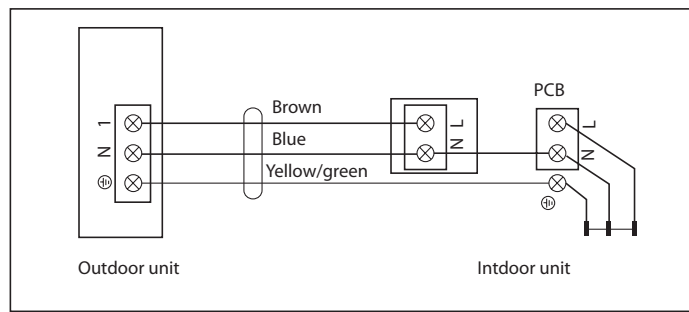 PCB
Brown
1
L
L
Blue
N
N
N
Yellow/green
Outdoor unit
Intdoor unit